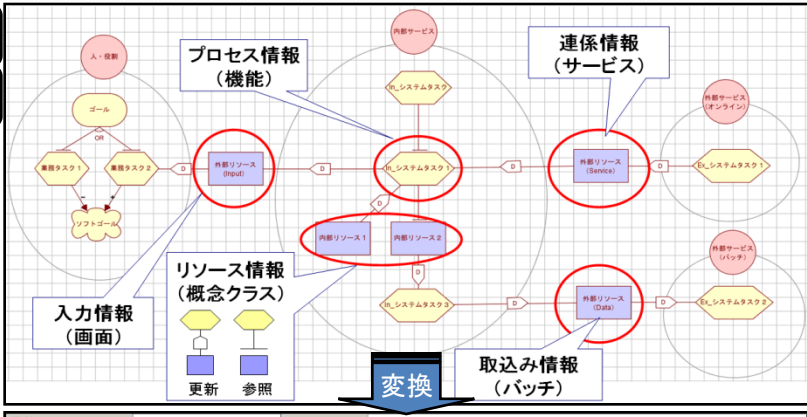 人・役割
ゴール
OR
業務タスク1
業務タスク2
ソフトゴール
D
外部リソース
(Input)
D
プロセス情報
(機能)
内部サービス
In_システムタスク
In_システムタスク1
D
内部リソース1
内部リソース2
D
In_システムタスク3
D
連係情報
(サービス)
外部リソース
(Service)
D
外部サービス
(オンライン)
Ex_システムタスク1
D
外部リソース
(Data)
D
外部サービス
(バッチ)
Ex_システムタスク2
入力情報
(画面)
リソース情報
(概念クラス)
更新
参照
取込み情報
(バッチ)
変換